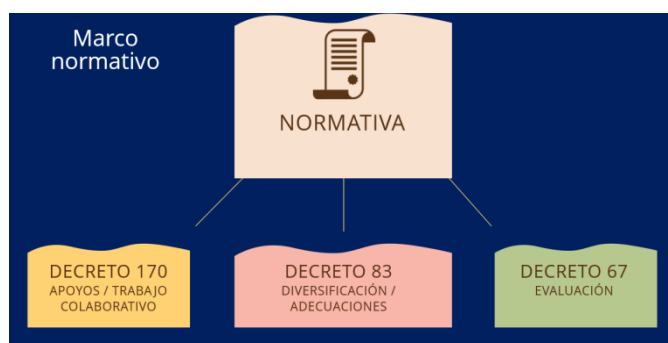 Marco
normativo
NORMATIVA
DECRETO 170
APOYOS / TRABAJO
COLABORATIVO
DECRETO 83
DIVERSIFICACIÓN /
ADECUACIONES
DECRETO 67
EVALUACIÓN